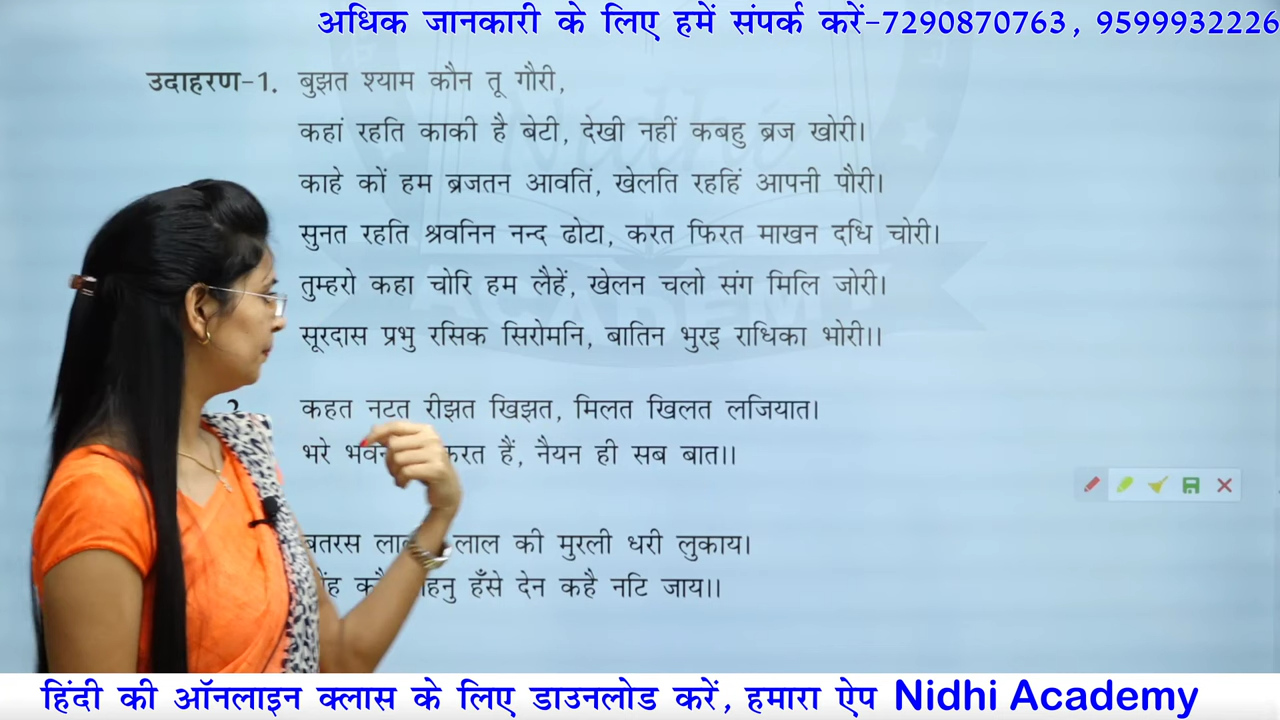 अधिक जानकारी के लिए हमें संपर्क करें-7290870763, 9599932226
उदाहरण-1. बुझत श्याम कौन तू गौरी,
कहां रहति काकी है बेटी, देखी नहीं कबहु ब्रज खोरी।
काहे कों हम ब्रजतन आवतिं, खेलति रहहिं आपनी पौरी।
सुनत रहति श्रवनिन नन्द ढोटा, करत फिरत माखन दधि चोरी।
तुम्हरो कहा चोरि हम लैहें, खेलन चलो संग मिलि जोरी।
सूरदास प्रभु रसिक सिरोमनि, बातिन भुरइ राधिका भोरी।।
2 कहत नटत रीझत खिझत, मिलत खिलत लजियात।
भरे करत हैं, नैयन ही सब बात।।
बतरस लाल की मुरली धरी लुकाय।
हँसे देन कहै नटि जाय।।
Nidhi
ACADEMY
हिंदी की ऑनलाइन क्लास के लिए डाउनलोड करें, हमारा ऐप Nidhi Academy